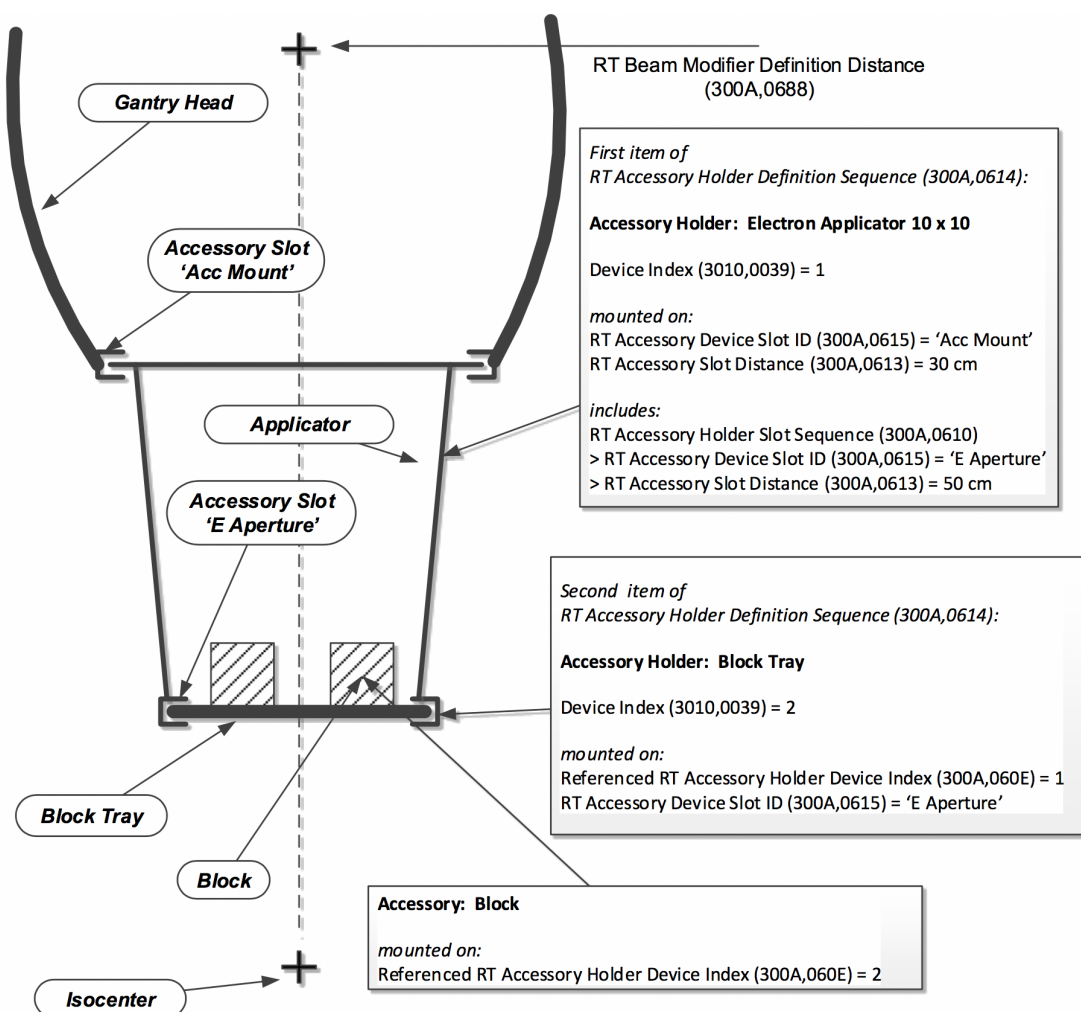 RT Beam Modifier Definition Distance
(300A,0688)
Gantry Head
First item of
RT Accessory Holder Definition Sequence (300A,0614):
Accessory Holder: Electron Applicator 10 x 10
Device Index (3010,0039) = 1
mounted on:
RT Accessory Device Slot ID (300A,0615) = ‘Acc Mount’
RT Accessory Slot Distance (300A,0613) = 30 cm
includes:
RT Accessory Holder Slot Sequence (300A,0610)
> RT Accessory Device Slot ID (300A,0615) = ‘E Aperture’
> RT Accessory Slot Distance (300A,0613) = 50 cm
Accessory Slot
‘Acc Mount’
Applicator
Accessory Slot
‘E Aperture’
Second item of
RT Accessory Holder Definition Sequence (300A,0614):
Accessory Holder: Block Tray
Device Index (3010,0039) = 2
mounted on:
Referenced RT Accessory Holder Device Index (300A,060E) = 1
RT Accessory Device Slot ID (300A,0615) = ‘E Aperture’
Block Tray
Block
Accessory: Block
mounted on:
Referenced RT Accessory Holder Device Index (300A,060E) = 2
Isocenter